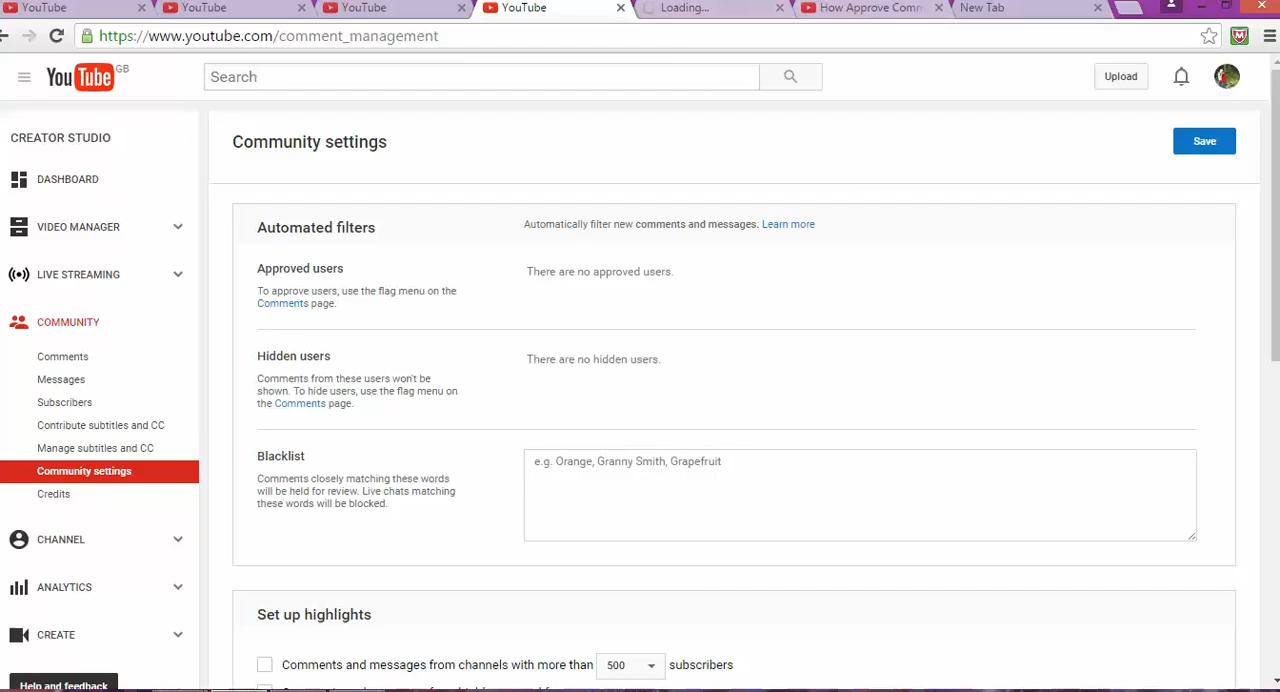 YouTube
YouTube
YouTube
YouTube
Loading...
How Approve Comm
New Tab
https://www.youtube.com/comment_management
YouTube GB
Search
Upload
CREATOR STUDIO
DASHBOARD
VIDEO MANAGER
LIVE STREAMING
COMMUNITY
Comments
Messages
Subscribers
Contribute subtitles and CC
Manage subtitles and CC
Community settings
Credits
CHANNEL
ANALYTICS
CREATE
Help and feedback
Community settings
Save
Automated filters
Automatically filter new comments and messages. Learn more
Approved users
To approve users, use the flag menu on the
Comments page.
There are no approved users.
Hidden users
Comments from these users won't be
shown. To hide users, use the flag menu on
the Comments page.
There are no hidden users.
Blacklist
Comments closely matching these words
will be held for review. Live chats matching
these words will be blocked.
e.g. Orange, Granny Smith, Grapefruit
Set up highlights
Comments and messages from channels with more than 500 subscribers